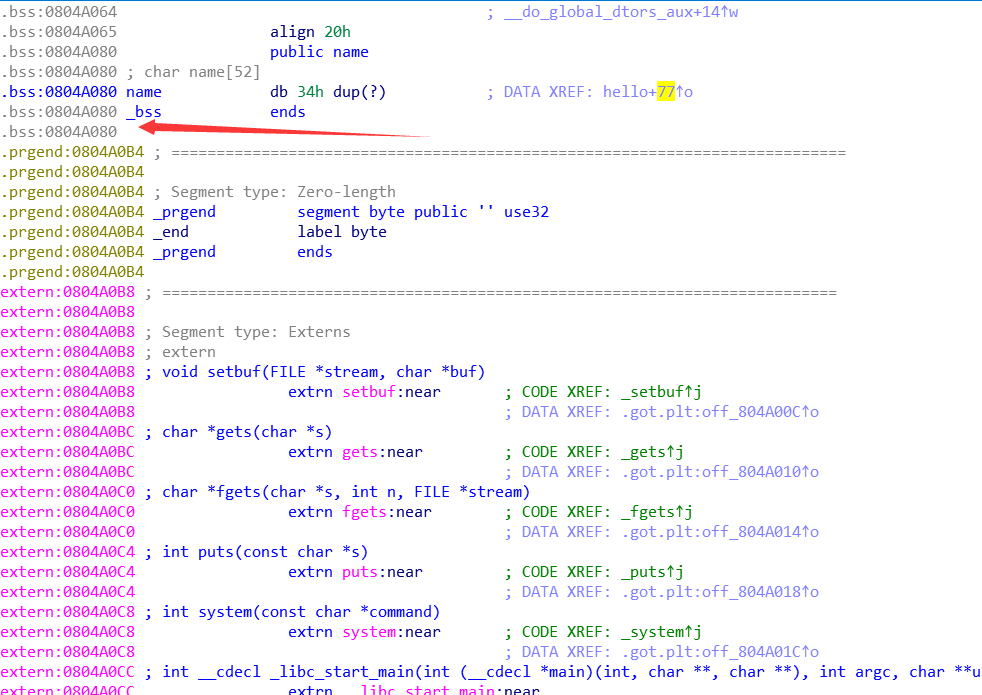 .bss:0804A064 ; __do_global_dtors_aux+14↑w
.bss:0804A065 align 20h
.bss:0804A080 public name
.bss:0804A080 ; char name[52]
.bss:0804A080 name db 34h dup(?) ; DATA XREF: hello+77↑o
.bss:0804A080 _bss ends
.bss:0804A080
.prgend:0804A0B4 ; ===========================================================================
.prgend:0804A0B4
.prgend:0804A0B4 ; Segment type: Zero-length
.prgend:0804A0B4 _prgend segment byte public '' use32
.prgend:0804A0B4 _end label byte
.prgend:0804A0B4 _prgend ends
.prgend:0804A0B4
extern:0804A0B8 ; ===========================================================================
extern:0804A0B8
extern:0804A0B8 ; Segment type: Externs
extern:0804A0B8 ; extern
extern:0804A0B8 ; void setbuf(FILE *stream, char *buf)
extern:0804A0B8 extrn setbuf:near ; CODE XREF: _setbuf↑j
extern:0804A0B8 ; DATA XREF: .got.plt:off_804A00C↑o
extern:0804A0BC ; char *gets(char *s)
extern:0804A0BC extrn gets:near ; CODE XREF: _gets↑j
extern:0804A0BC ; DATA XREF: .got.plt:off_804A010↑o
extern:0804A0C0 ; char *fgets(char *s, int n, FILE *stream)
extern:0804A0C0 extrn fgets:near ; CODE XREF: _fgets↑j
extern:0804A0C0 ; DATA XREF: .got.plt:off_804A014↑o
extern:0804A0C4 ; int puts(const char *s)
extern:0804A0C4 extrn puts:near ; CODE XREF: _puts↑j
extern:0804A0C4 ; DATA XREF: .got.plt:off_804A018↑o
extern:0804A0C8 ; int system(const char *command)
extern:0804A0C8 extrn system:near ; CODE XREF: _system↑j
extern:0804A0C8 ; DATA XREF: .got.plt:off_804A01C↑o
extern:0804A0CC ; int __cdecl _libc_start_main(int (__cdecl *main)(int, char **, char **), int argc, char **u
extern:0804A0CC extrn __libc_start_main:near